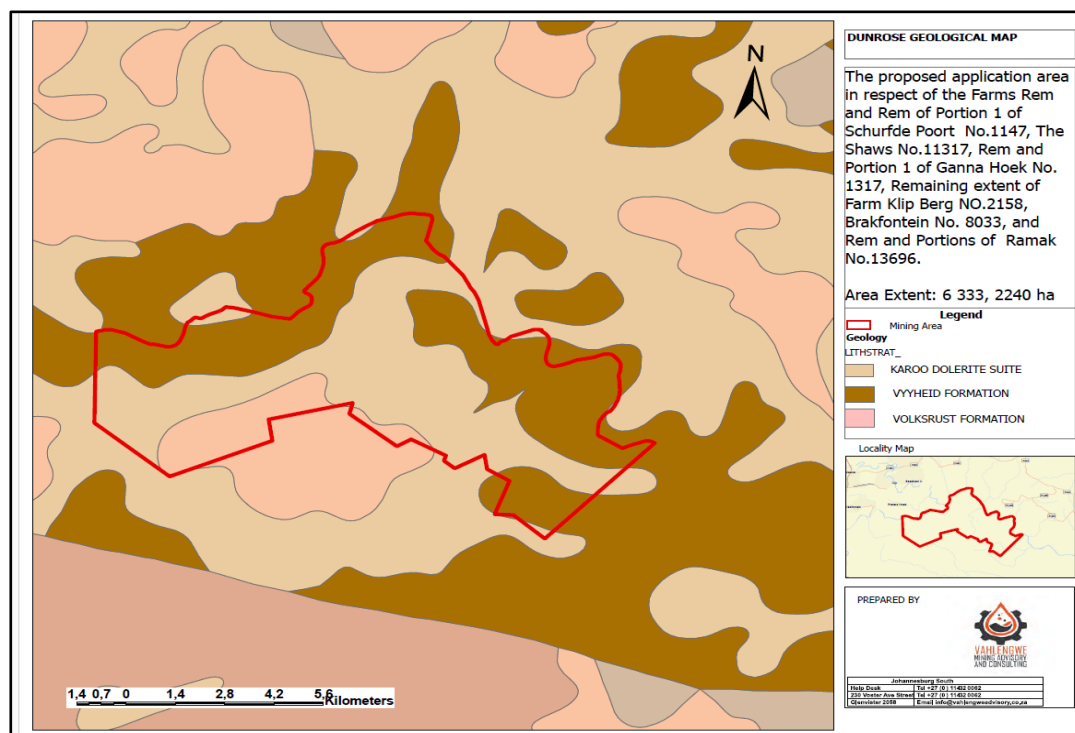 N
1,4 0,7 0 1,4 2,8 4,2 5,6
Kilometers
DUNROSE GEOLOGICAL MAP
The proposed application area
in respect of the Farms Rem
and Rem of Portion 1 of
Schurfde Poort No.1147, The
Shaws No.11317, Rem and
Portion 1 of Ganna Hoek No.
1317, Remaining extent of
Farm Klip Berg NO.2158,
Brakfontein No. 8033, and
Rem and Portions of Ramak
No.13696.
Area Extent: 6 333, 2240 ha
Legend
Mining Area
Geology
LITHSTRAT_
KAROO DOLERITE SUITE
VYYHEID FORMATION
VOLKSRUST FORMATION
Locality Map
PREPARED BY
VAHLENGWE
MINING ADVISORY
AND CONSULTING
Johannesburg South
Help Desk Tel +27 (0) 11432 0062
230 Voster Ave Street Tel +27 (0) 11432 0062
Glenvister 2058 Email info@vahlengweadvisory,co,za